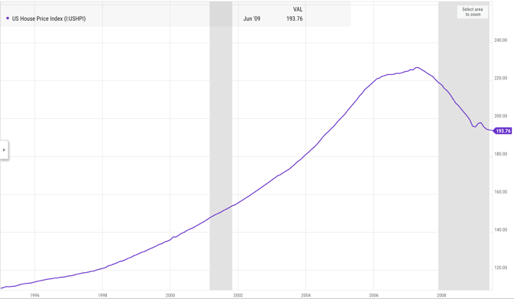 VAL
US House Price Index (I:USHPI) Jun '09 193.76
Select area
to zoom
240.00
220.00
200.00
193.76
180.00
160.00
140.00
120.00
1996 1998 2000 2002 2004 2006 2008